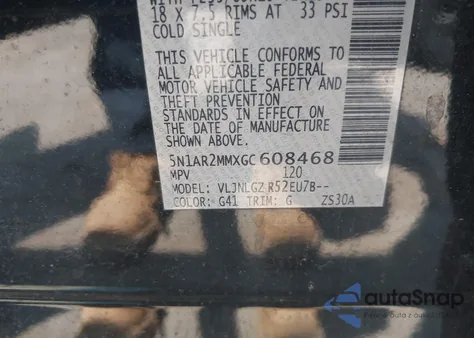 18 X 7.5 RIMS AT 33 PSI
COLD SINGLE
THIS VEHICLE CONFORMS TO
ALL APPLICABLE FEDERAL
MOTOR VEHICLE SAFETY AND
THEFT PREVENTION
STANDARDS IN EFFECT ON
THE DATE OF MANUFACTURE
SHOWN ABOVE.
5N1AR2MMXGC608468
MPV 120
MODEL: VLJNLGZ R52EU7B--
COLOR: G41 TRIM: G ZS30A
autaSnap